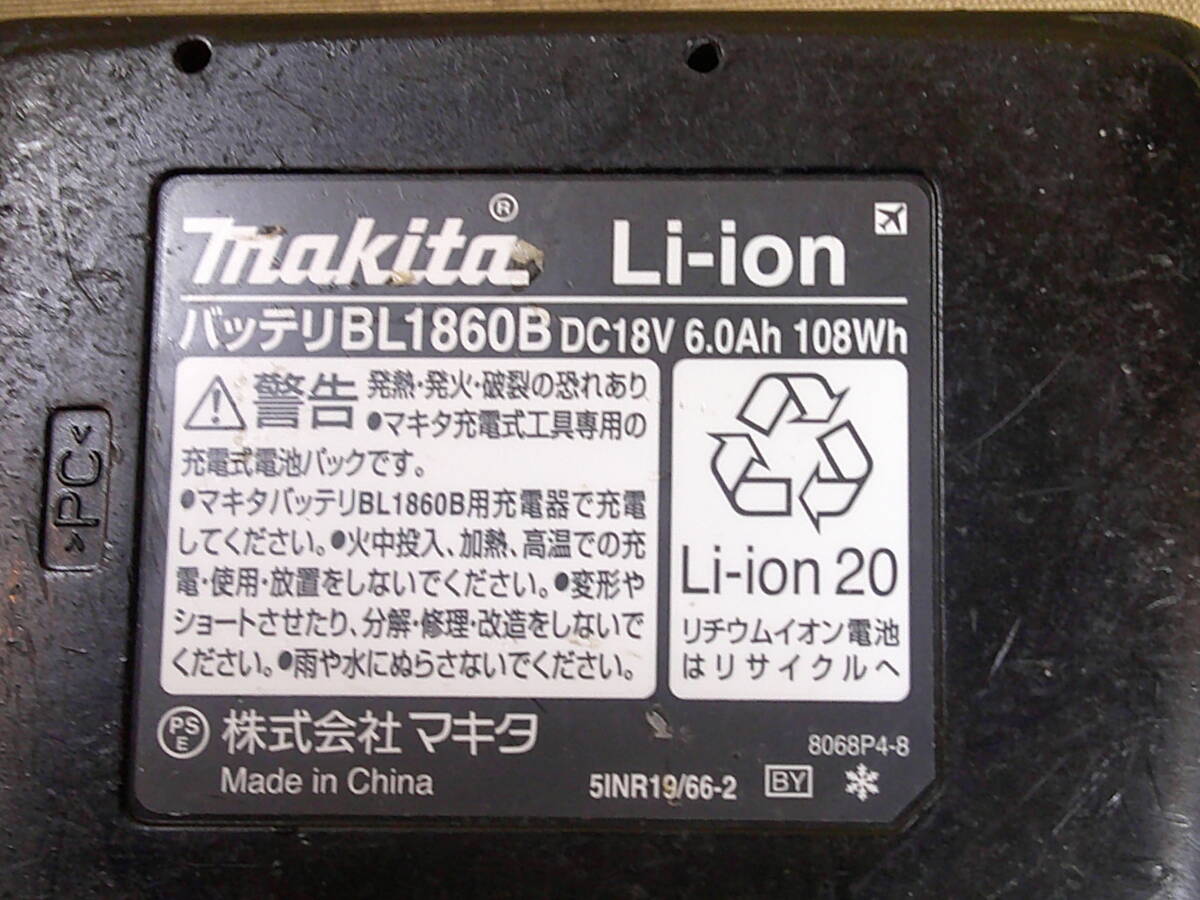 makita® Li-ion
バッテリBL1860B DC18V 6.0Ah 108Wh
警告 発熱・発火・破裂の恐れあり
●マキタ充電式工具専用の
充電式電池パックです。
●マキタバッテリBL1860B用充電器で充電
してください。●火中投入、加熱、高温での充
電・使用・放置をしないでください。●変形や
ショートさせたり、分解・修理・改造をしないで
ください。●雨や水にぬらさないでください。
Li-ion 20
リチウムイオン電池
はリサイクルへ
PSE 株式会社 マキタ
8068P4-8
Made in China
5INR19/66-2 BY
>PC<